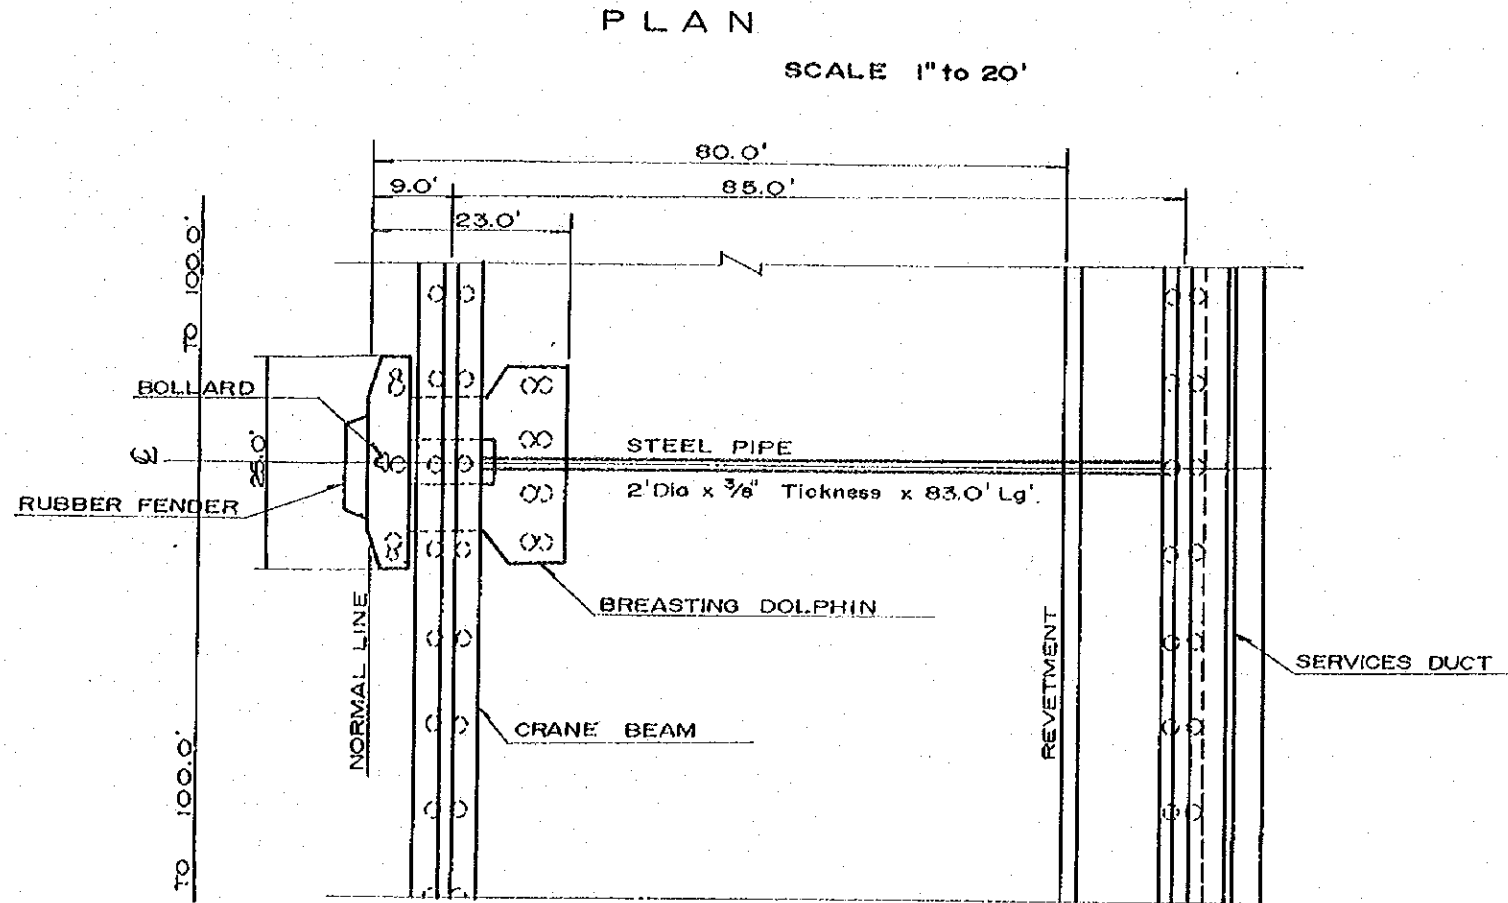 PLAN
SCALE 1" to 20'
80.0'
9.0'
85.0'
23.0'
TO 100.0'
BOLLARD
25.0'
STEEL PIPE
2' Dia x 3/8" Tickness x 83.0' Lg'.
RUBBER FENDER
BREASTING DOLPHIN
NORMAL LINE
REVETMENT
SERVICES DUCT
CRANE BEAM
TO 100.0'